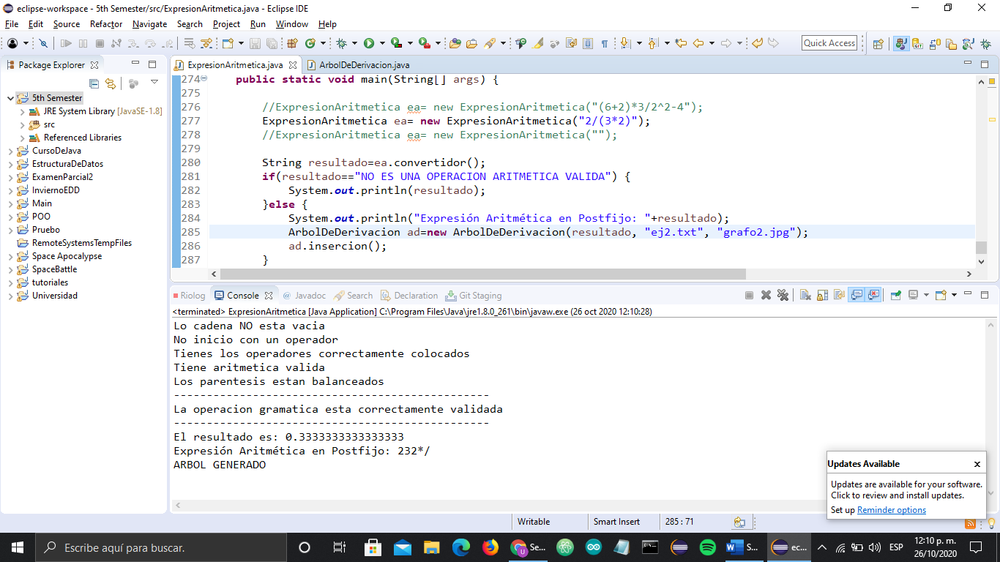 eclipse-workspace - 5th Semester/src/ExpresionAritmetica.java - Eclipse IDE
File Edit Source Refactor Navigate Search Project Run Window Help
Quick Access
Package Explorer
5th Semester
JRE System Library [JavaSE-1.8]
src
Referenced Libraries
CursoDeJava
EstructuraDeDatos
ExamenParcial2
InviernoEDD
Main
POO
Pruebo
RemoteSystemsTempFiles
Space Apocalypse
SpaceBattle
tutoriales
Universidad
ExpresionAritmetica.java ArbolDeDerivacion.java
274 public static void main(String[] args) {
275
276 //ExpresionAritmetica ea= new ExpresionAritmetica("(6+2)*3/2^2-4");
277 ExpresionAritmetica ea= new ExpresionAritmetica("2/(3*2)");
278 //ExpresionAritmetica ea= new ExpresionAritmetica("");
279
280 String resultado=ea.convertidor();
281 if(resultado=="NO ES UNA OPERACION ARITMETICA VALIDA") {
282 System.out.println(resultado);
283 }else {
284 System.out.println("Expresión Aritmética en Postfijo: "+resultado);
285 ArbolDeDerivacion ad=new ArbolDeDerivacion(resultado, "ej2.txt", "grafo2.jpg");
286 ad.insercion();
287 }
Riolog Console Javadoc Search Declaration Git Staging
<terminated> ExpresionAritmetica [Java Application] C:\Program Files\Java\jre1.8.0_261\bin\javaw.exe (26 oct 2020 12:10:28)
Lo cadena NO esta vacia
No inicio con un operador
Tienes los operadores correctamente colocados
Tiene aritmetica valida
Los parentesis estan balanceados
------------------------------------------------
La operacion gramatica esta correctamente validada
------------------------------------------------
El resultado es: 0.3333333333333333
Expresión Aritmética en Postfijo: 232*/
ARBOL GENERADO
Updates Available
Updates are available for your software.
Click to review and install updates.
Set up Reminder options
Writable Smart Insert 285 : 71
Escribe aquí para buscar.
Se...
S...
ec...
ESP
12:10 p. m.
26/10/2020